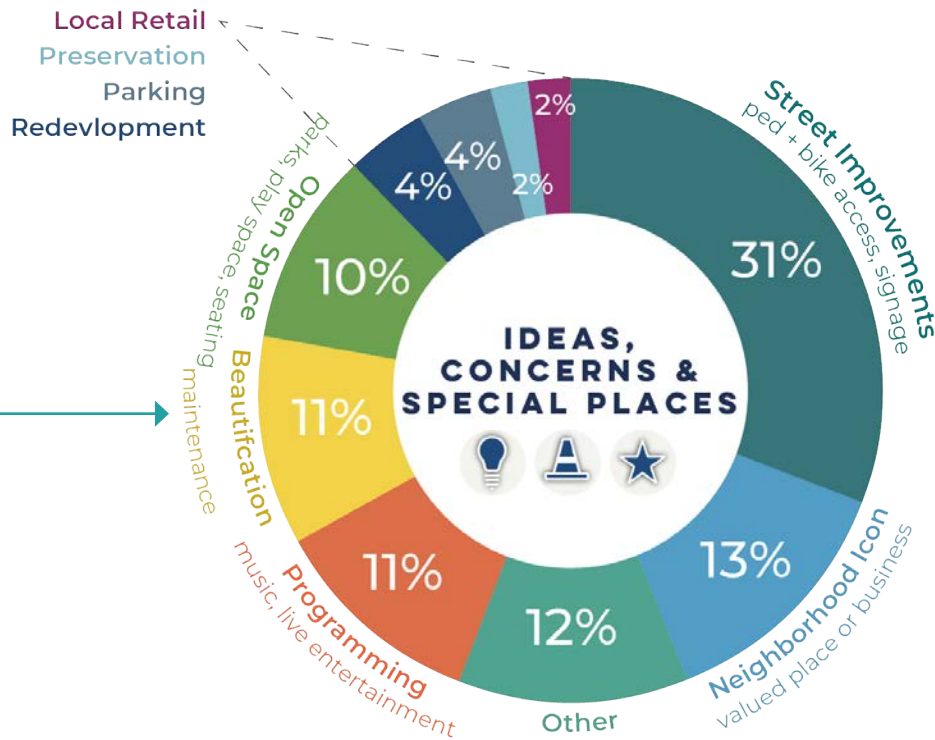 Local Retail
Preservation
Parking
Redevlopment
2%
2%
4%
4%
Street Improvements
ped + bike access, signage
31%
Open Space
parks, play space, seating
10%
IDEAS,
CONCERNS &
SPECIAL PLACES
Beautifcation
maintenance
11%
Neighborhood Icon
valued place or business
13%
Programming
music, live entertainment
11%
12%
Other